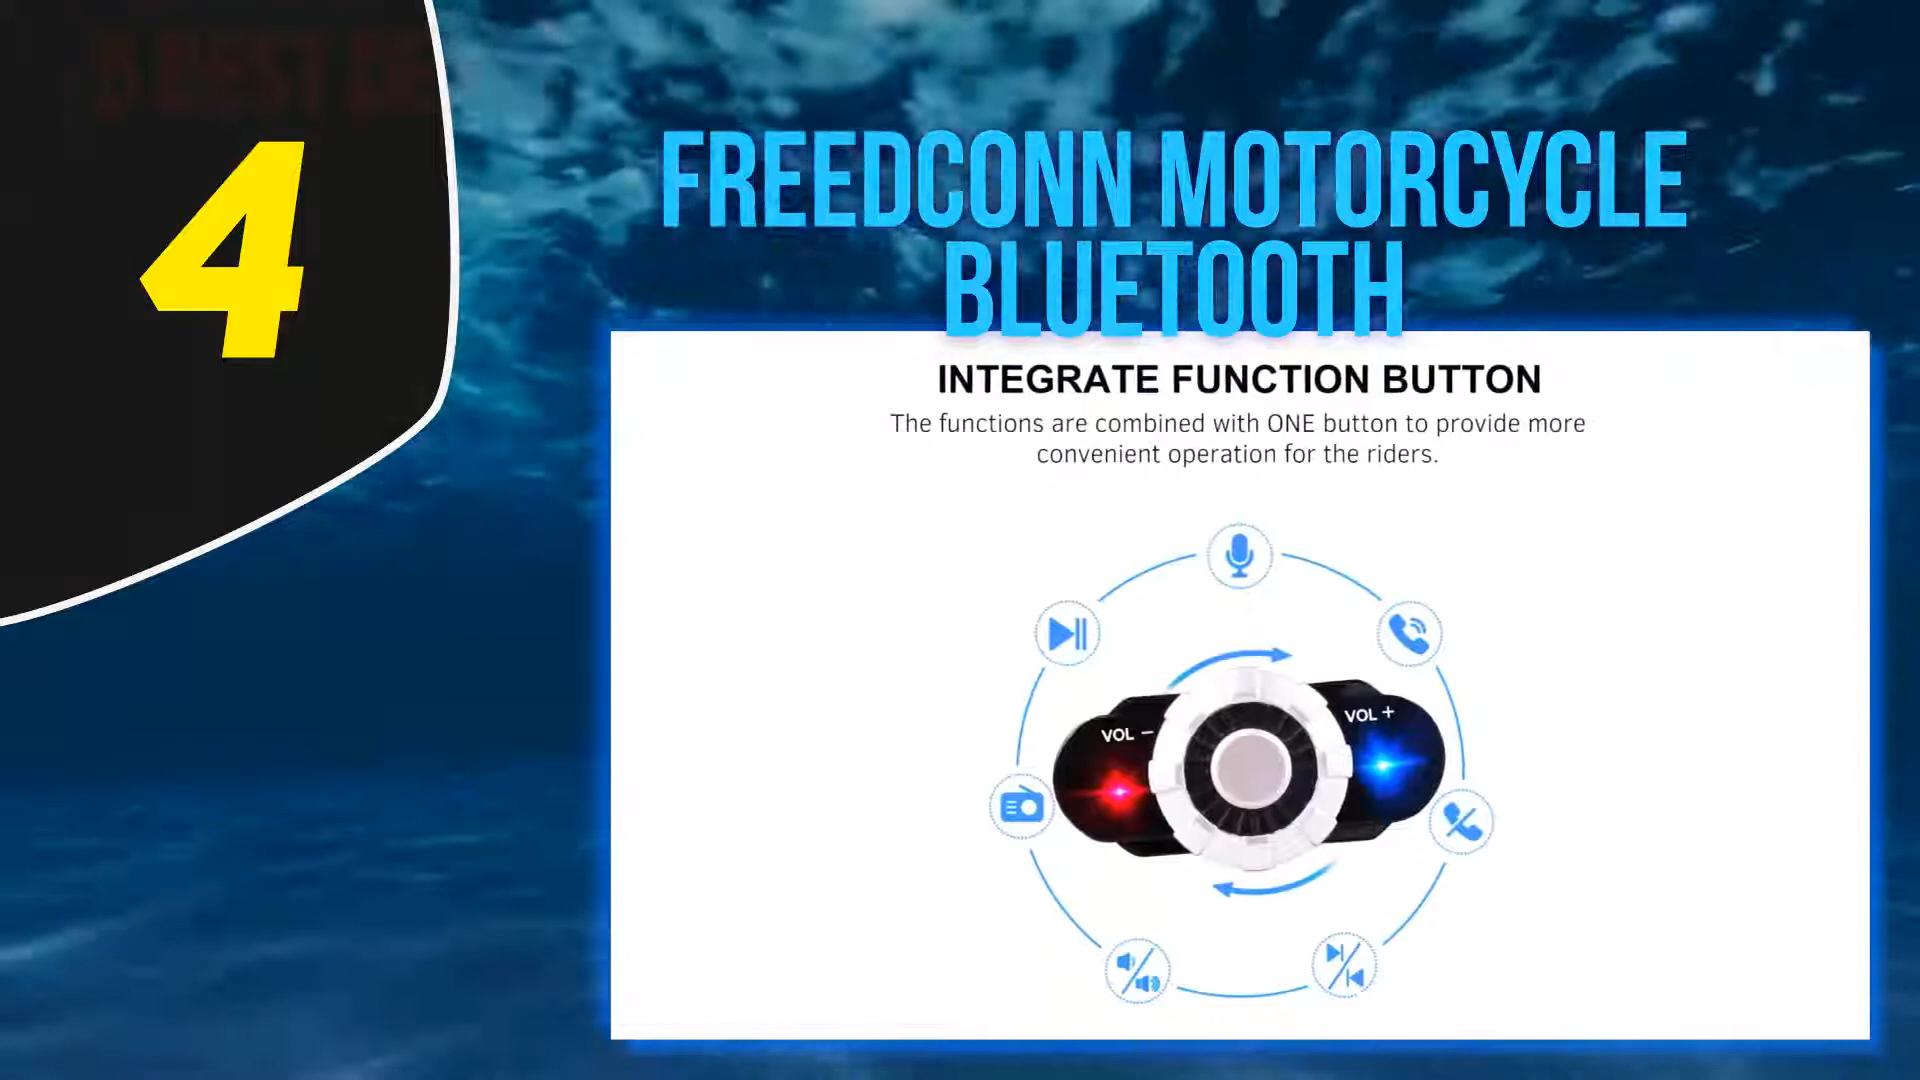 4
FREEDCONN MOTORCYCLE
BLUETOOTH
INTEGRATE FUNCTION BUTTON
The functions are combined with ONE button to provide more
convenient operation for the riders.
VOL −
VOL +